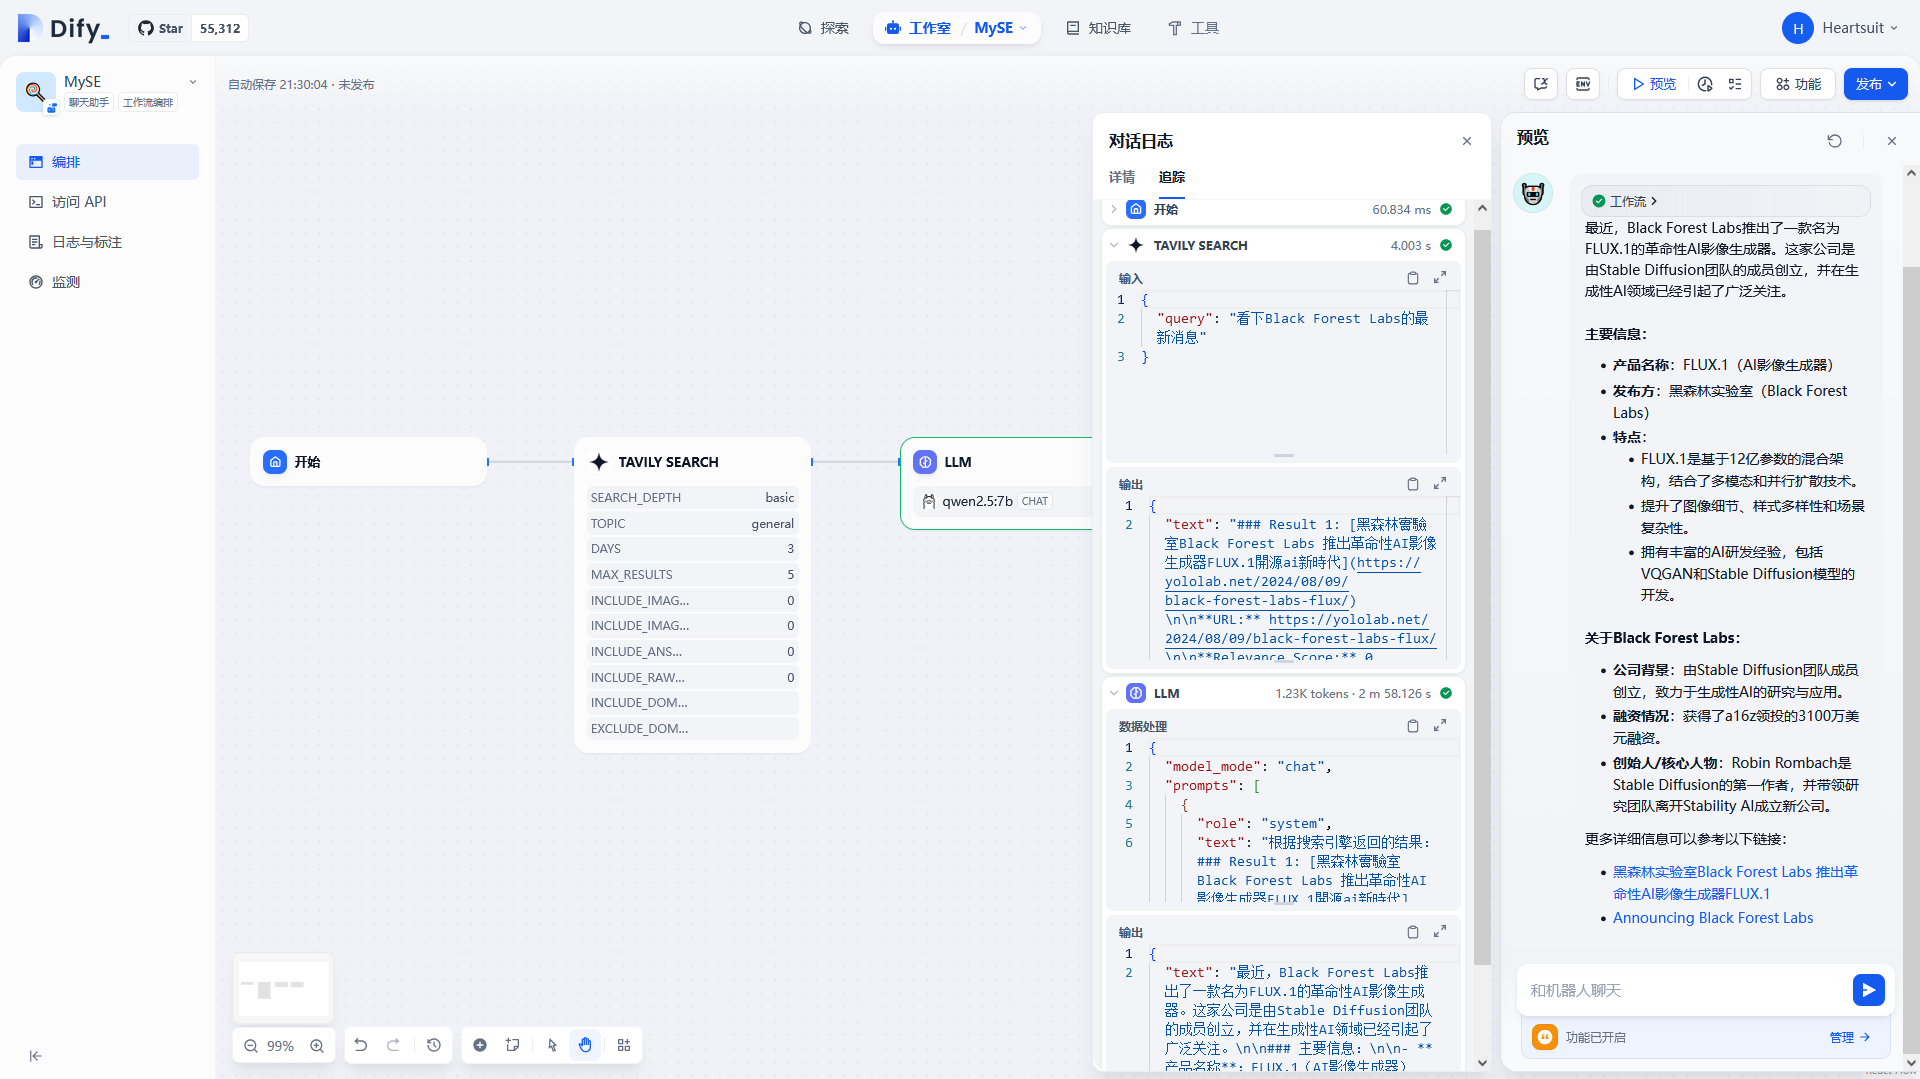 Dify_
Star 55,312
探索
工作室 / MySE
知识库
工具
H Heartsuit
MySE
聊天助手 工作流编排
编排
访问 API
日志与标注
监测
自动保存 21:30:04 · 未发布
ENV
预览
功能
发布
开始
TAVILY SEARCH
SEARCH_DEPTH basic
TOPIC general
DAYS 3
MAX_RESULTS 5
INCLUDE_IMAG... 0
INCLUDE_IMAG... 0
INCLUDE_ANS... 0
INCLUDE_RAW... 0
INCLUDE_DOM...
EXCLUDE_DOM...
LLM
qwen2.5:7b CHAT
99%
对话日志
详情 追踪
开始 60.834 ms
TAVILY SEARCH 4.003 s
输入
1 {
2 "query": "看下Black Forest Labs的最
新消息"
3 }
输出
1 {
2 "text": "### Result 1: [黑森林實驗
室Black Forest Labs 推出革命性AI影像
生成器FLUX.1開源ai新時代](https://
yololab.net/2024/08/09/
black-forest-labs-flux/)
\n\n**URL:** https://yololab.net/
2024/08/09/black-forest-labs-flux/
\n\n**Relevance Score:** 0.
LLM 1.23K tokens · 2 m 58.126 s
数据处理
1 {
2 "model_mode": "chat",
3 "prompts": [
4 {
5 "role": "system",
6 "text": "根据搜索引擎返回的结果:
### Result 1: [黑森林實驗室
Black Forest Labs 推出革命性AI
影像生成器FLUX.1開源ai新時代]
输出
1 {
2 "text": "最近，Black Forest Labs推
出了一款名为FLUX.1的革命性AI影像生成
器。这家公司是由Stable Diffusion团队
的成员创立，并在生成性AI领域已经引起了
广泛关注。\n\n### 主要信息：\n\n- **
产品名称**：FLUX.1（AI影像生成器）
预览
工作流
最近，Black Forest Labs推出了一款名为
FLUX.1的革命性AI影像生成器。这家公司是
由Stable Diffusion团队的成员创立，并在生
成性AI领域已经引起了广泛关注。
主要信息：
• 产品名称：FLUX.1（AI影像生成器）
• 发布方：黑森林实验室（Black Forest
Labs）
• 特点：
• FLUX.1是基于12亿参数的混合架
构，结合了多模态和并行扩散技术。
• 提升了图像细节、样式多样性和场景
复杂性。
• 拥有丰富的AI研发经验，包括
VQGAN和Stable Diffusion模型的
开发。
关于Black Forest Labs：
• 公司背景：由Stable Diffusion团队成员
创立，致力于生成性AI的研究与应用。
• 融资情况：获得了a16z领投的3100万美
元融资。
• 创始人/核心人物：Robin Rombach是
Stable Diffusion的第一作者，并带领研
究团队离开Stability AI成立新公司。
更多详细信息可以参考以下链接：
• 黑森林实验室Black Forest Labs 推出革
命性AI影像生成器FLUX.1
• Announcing Black Forest Labs
和机器人聊天
功能已开启
管理 →